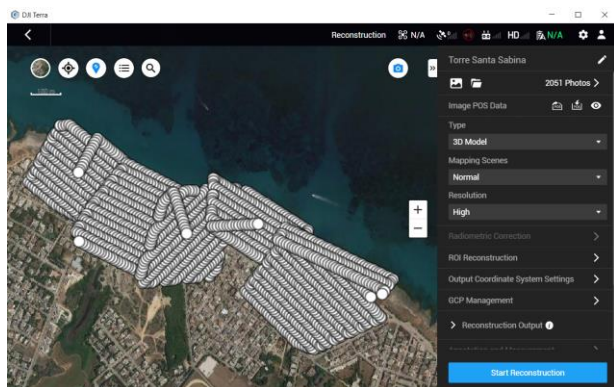 DJI Terra
Reconstruction N/A HD N/A
Torre Santa Sabina
2051 Photos
Image POS Data
Type
3D Model
Mapping Scenes
Normal
Resolution
High
Radiometric Correction
ROI Reconstruction
Output Coordinate System Settings
GCP Management
Reconstruction Output
Start Reconstruction